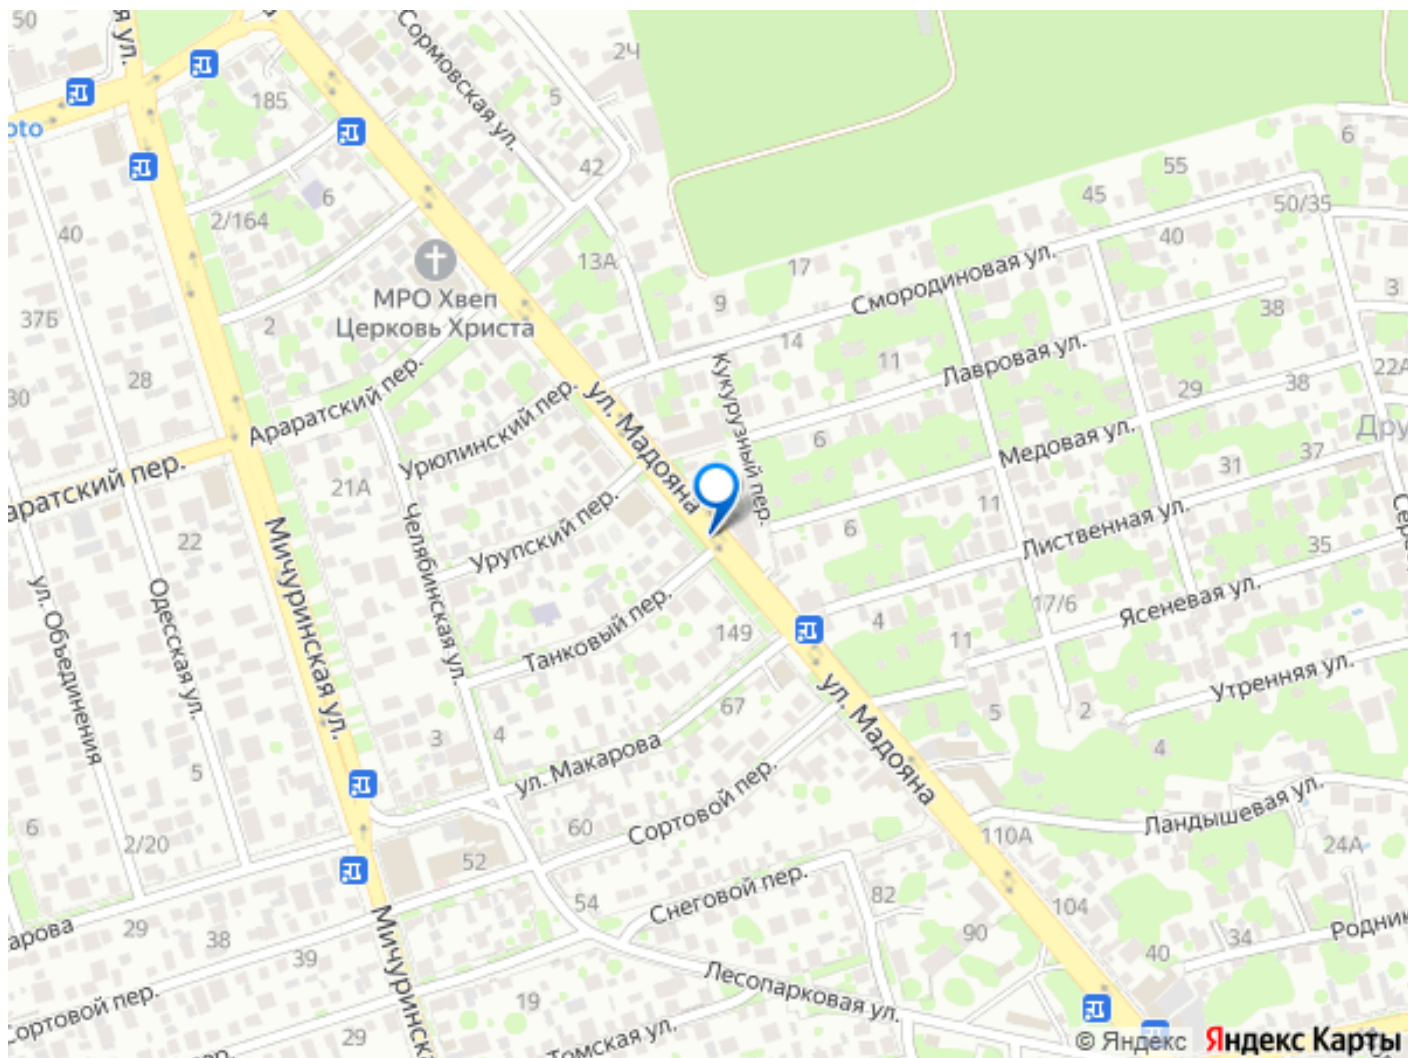 50
я ул.
Сормовская ул.
2Ч
5
185
oto
42
6
2/164
6
55
45
50/35
40
40
13А
17
МРО Хвеп
Церковь Христа
9
Смородиновая ул.
38
3
37Б
2
14
11
Лавровая ул.
22А
28
30
Араратский пер.
Урюпинский пер.
ул. Мадояна
Кукурузный пер.
29
38
6
Медовая ул.
Дру
аратский пер.
21А
31
37
11
Урупский пер.
6
Лиственная ул.
35
22
Мичуринская ул.
Челябинская ул.
ул. Объединения
Одесская ул.
Танковый пер.
149
4
17/6
Ясеневая ул.
11
Утренняя ул.
67
5
2
ул. Мадояна
3
4
4
ул. Макарова
5
Сортовой пер.
Ландышевая ул.
6
2/20
60
110А
24А
52
82
54
Снеговой пер.
104
арова
29
38
39
90
40
34
Родник
Мичуринска
Лесопарковая ул.
ортовой пер.
19
29
Томская ул.
© Яндекс Яндекс Карты